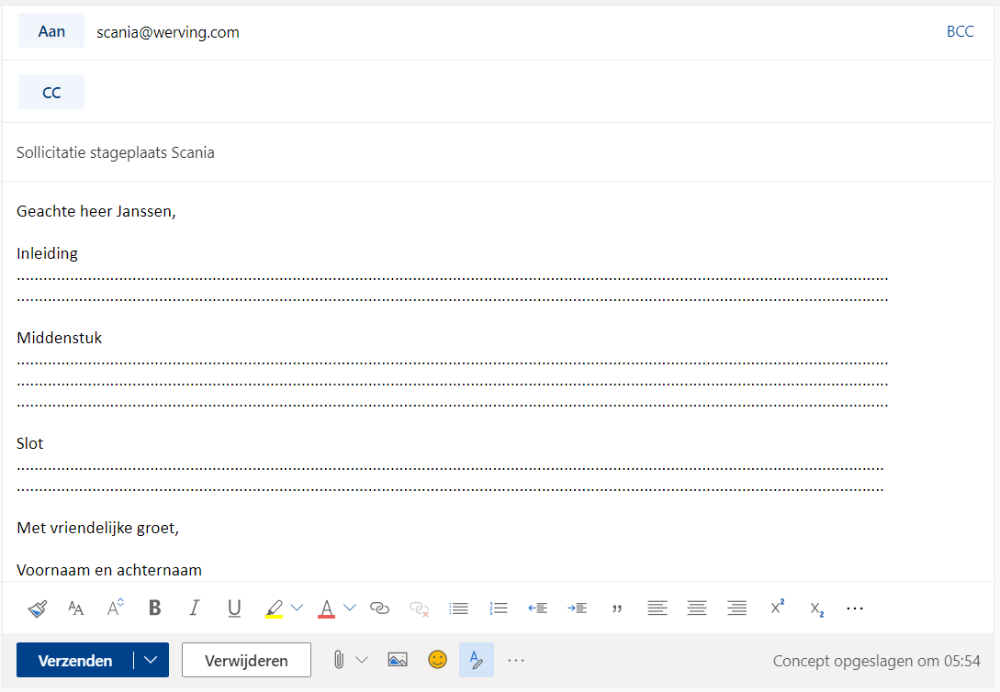 Aan scania@werving.com BCC
CC
Sollicitatie stageplaats Scania
Geachte heer Janssen,
Inleiding
................................................................................................................................................................................................
................................................................................................................................................................................................
Middenstuk
................................................................................................................................................................................................
................................................................................................................................................................................................
................................................................................................................................................................................................
Slot
...............................................................................................................................................................................................
...............................................................................................................................................................................................
Met vriendelijke groet,
Voornaam en achternaam
Verzenden Verwijderen Concept opgeslagen om 05:54